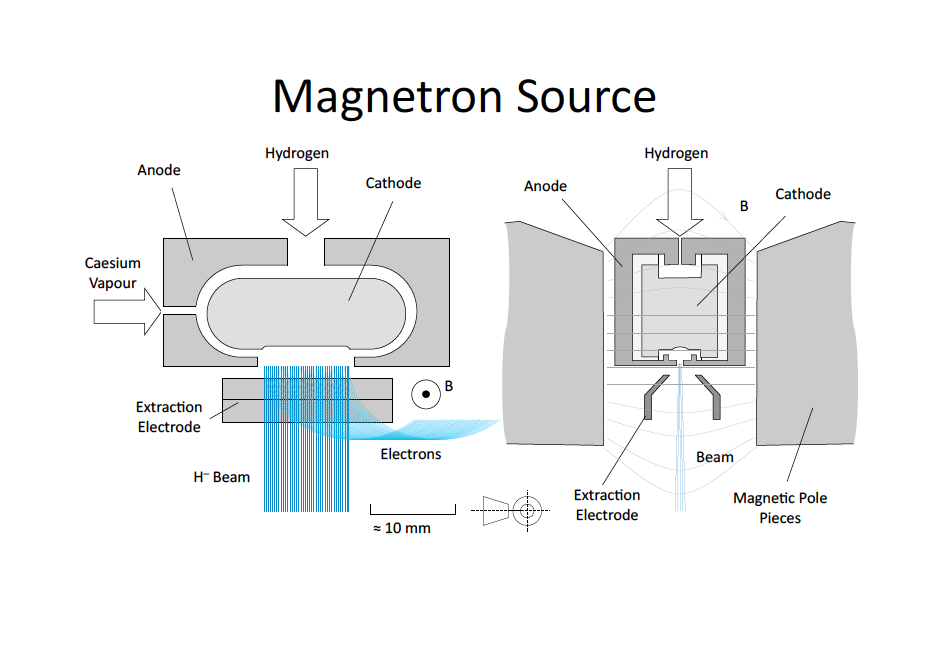 Magnetron Source
Hydrogen
Anode
Cathode
Caesium
Vapour
Extraction
Electrode
B
Electrons
H⁻ Beam
≈ 10 mm
Hydrogen
Anode
B
Cathode
Beam
Extraction
Electrode
Magnetic Pole
Pieces